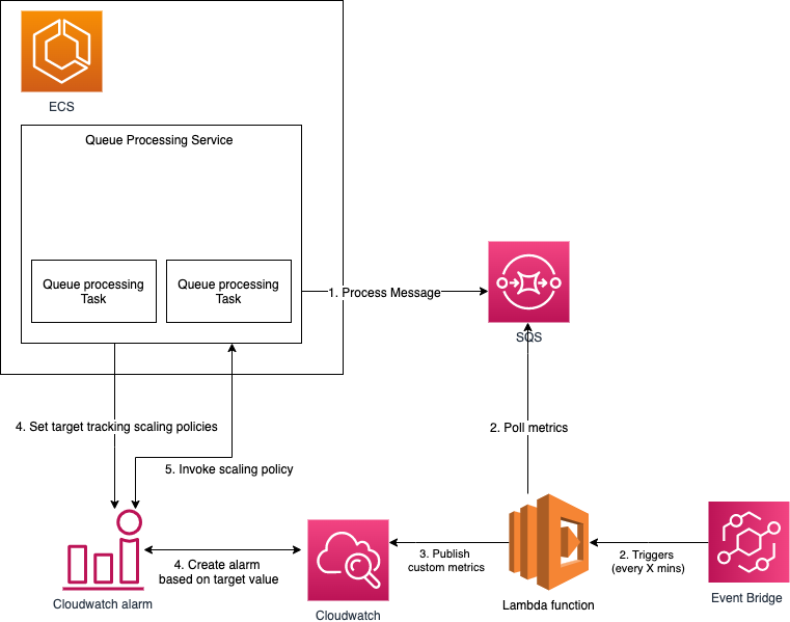 ECS
Queue Processing Service
Queue processing
Task
Queue processing
Task
1. Process Message
SQS
4. Set target tracking scaling policies
2. Poll metrics
5. Invoke scaling policy
3. Publish
custom metrics
2. Triggers
(every X mins)
4. Create alarm
based on target value
Cloudwatch alarm
Cloudwatch
Lambda function
Event Bridge